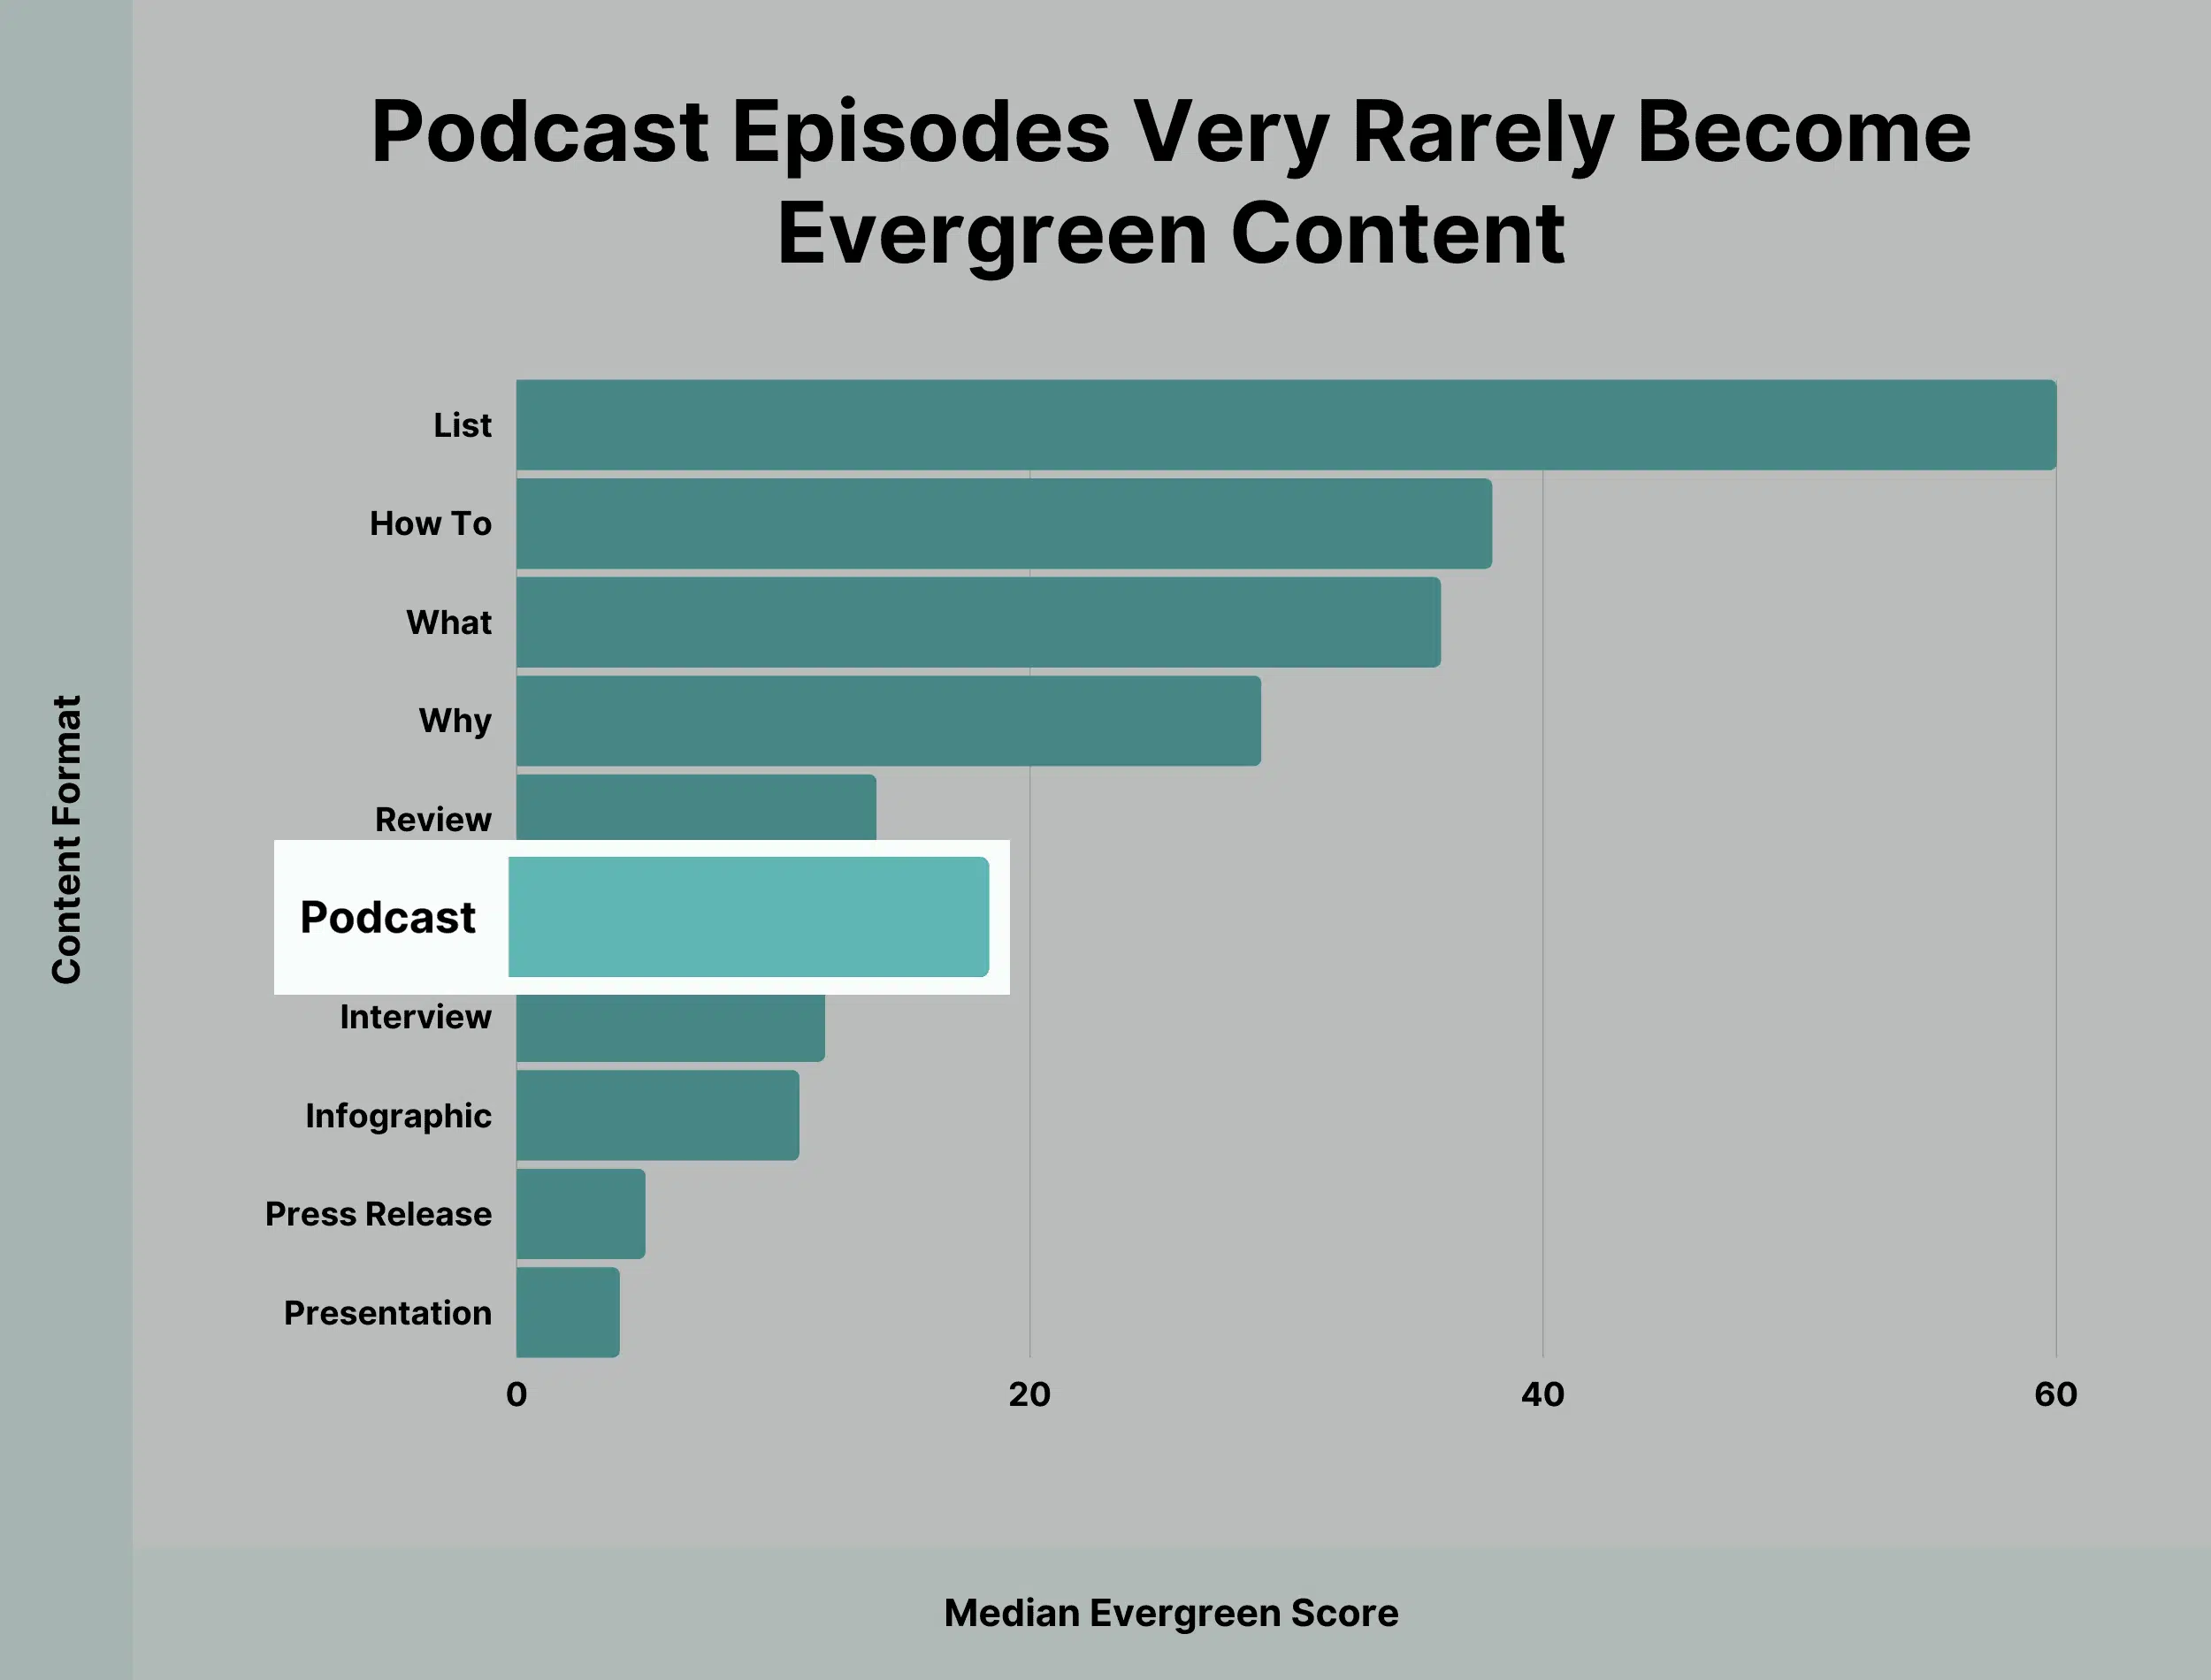 Podcast Episodes Very Rarely Become
Evergreen Content
Content Format
List
How To
What
Why
Review
Podcast
Interview
Infographic
Press Release
Presentation
0 20 40 60
Median Evergreen Score